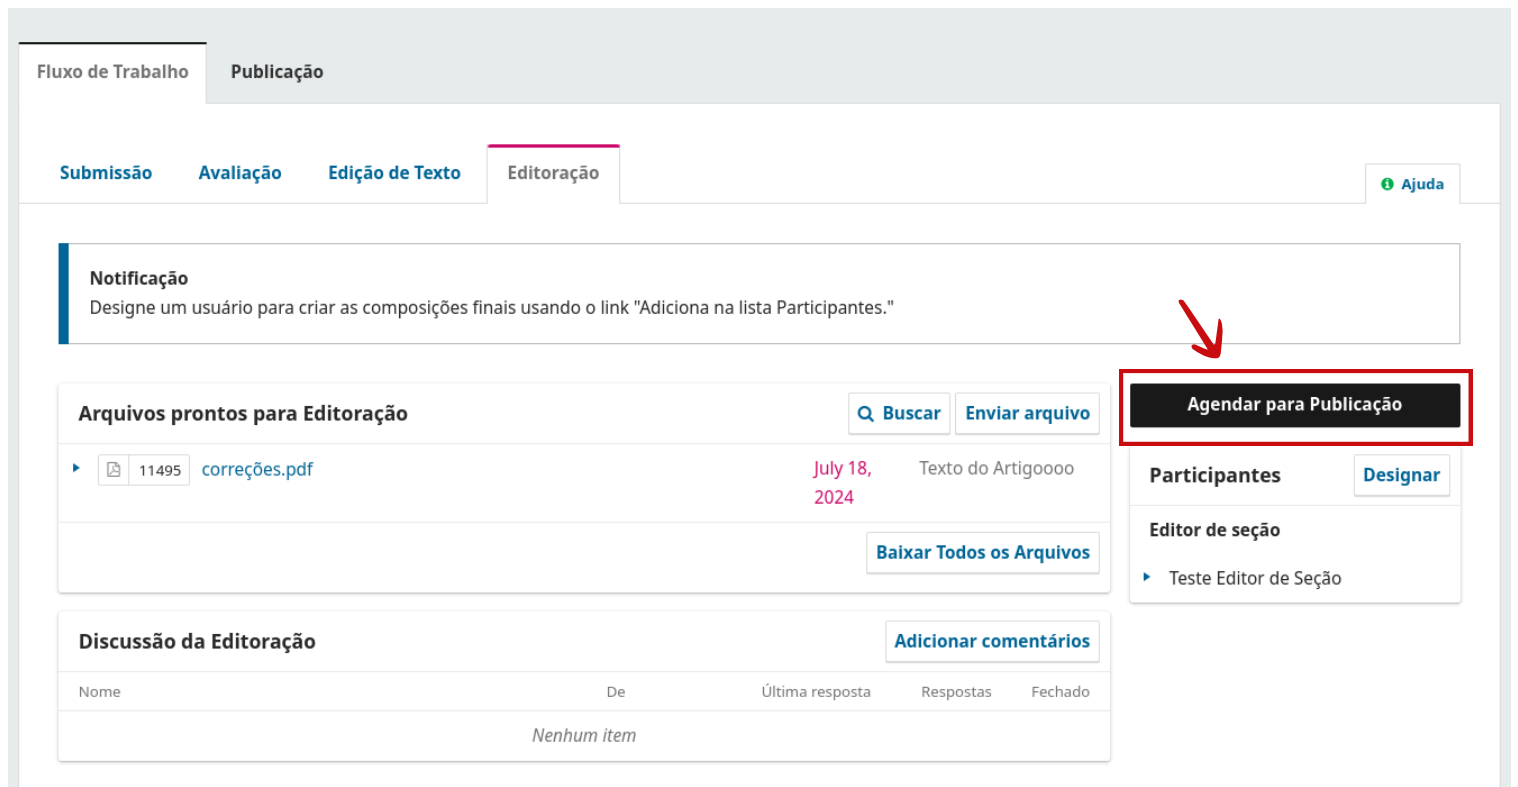 Fluxo de Trabalho Publicação
Submissão Avaliação Edição de Texto Editoração
Ajuda
Notificação
Designe um usuário para criar as composições finais usando o link "Adiciona na lista Participantes."
Arquivos prontos para Editoração Buscar Enviar arquivo
11495 correções.pdf July 18, Texto do Artigoooo
2024
Baixar Todos os Arquivos
Agendar para Publicação
Participantes Designar
Editor de seção
Teste Editor de Seção
Discussão da Editoração Adicionar comentários
Nome De Última resposta Respostas Fechado
Nenhum item